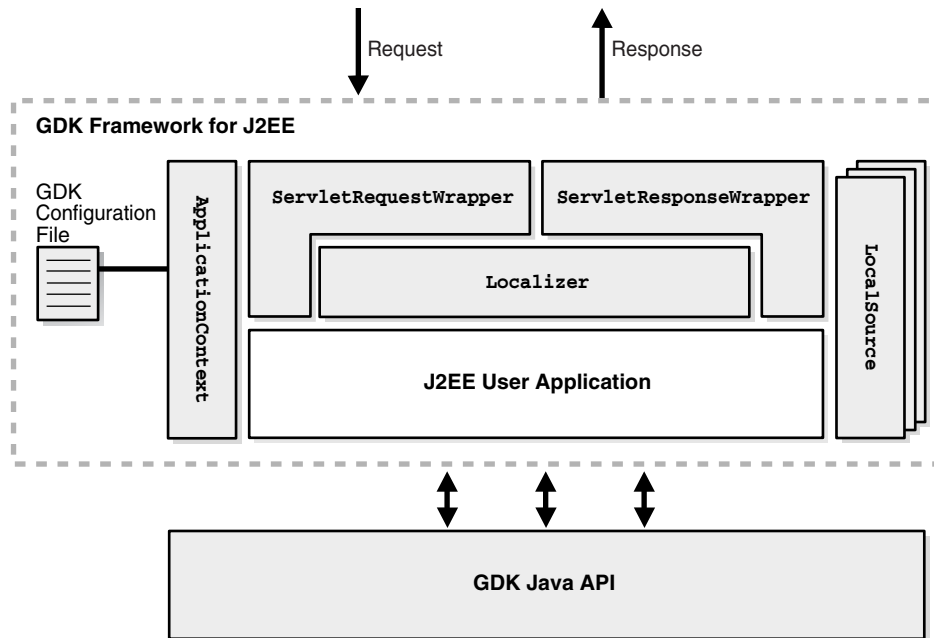 Request
Response
GDK Framework for J2EE
GDK
Configuration
File
ApplicationContext
ServletRequestWrapper
ServletResponseWrapper
Localizer
LocalSource
J2EE User Application
GDK Java API